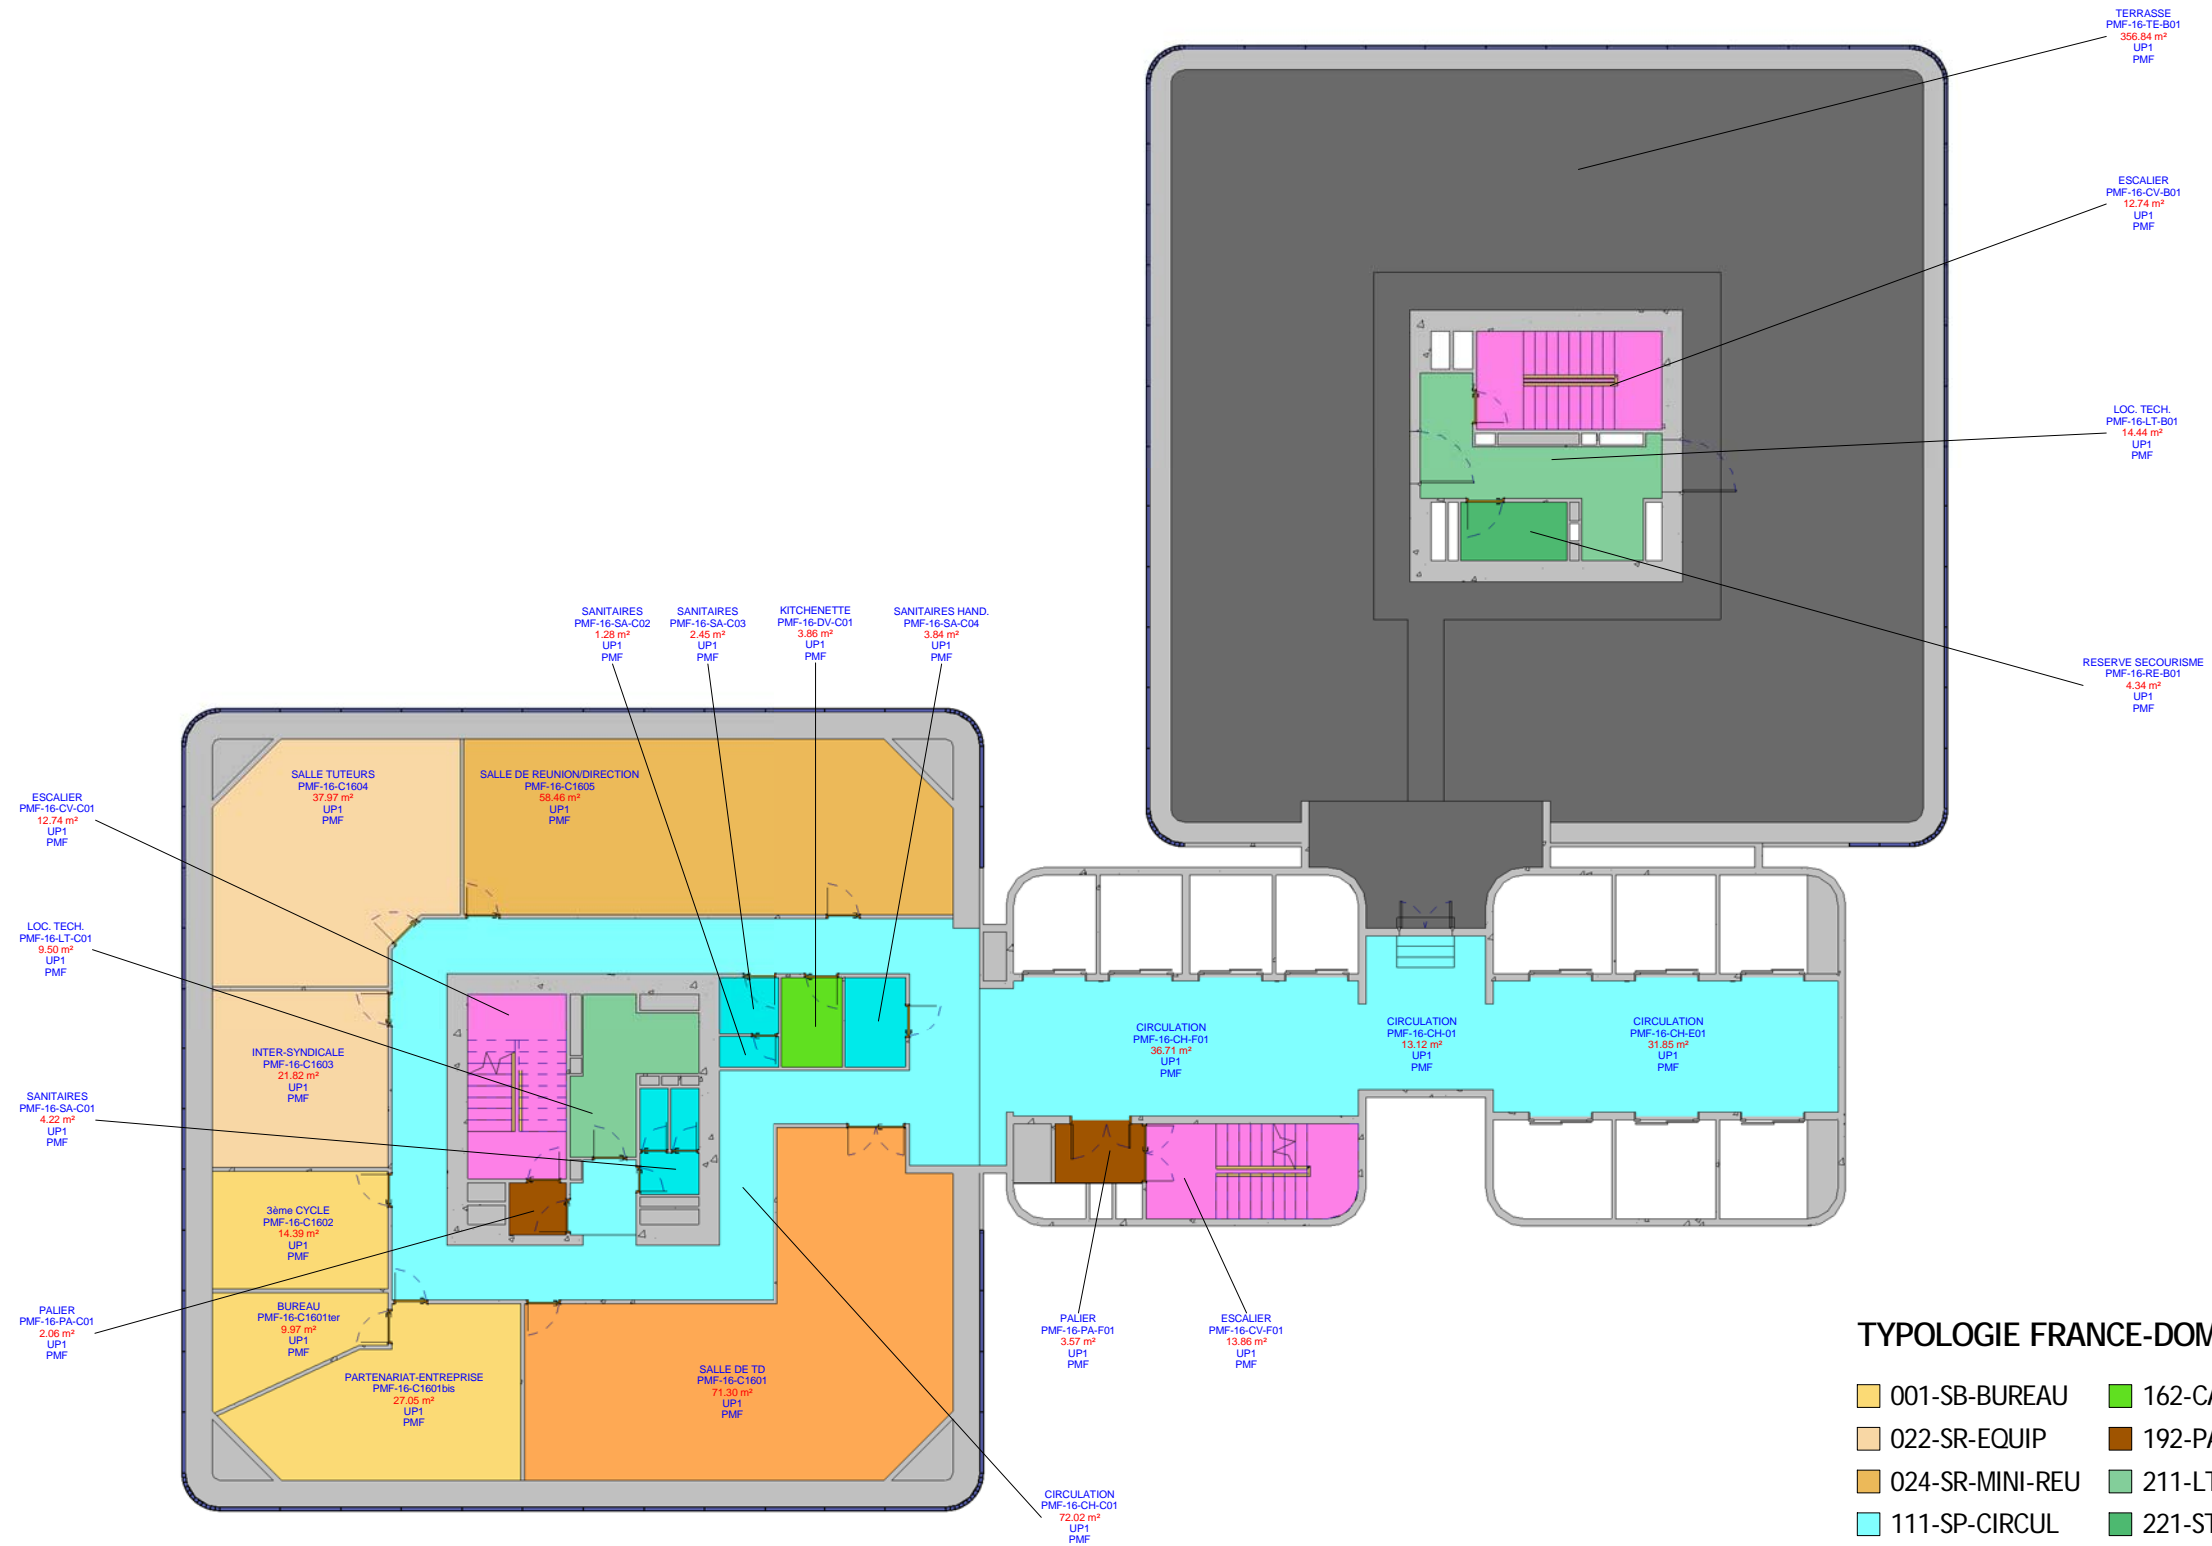 TERRASSE
PMF-16-TE-B01
356.84 m²
UP1
PMF
ESCALIER
PMF-16-CV-B01
12.74 m²
UP1
PMF
LOC. TECH.
PMF-16-LT-B01
14.44 m²
UP1
PMF
RESERVE SECOURISME
PMF-16-RE-B01
4.34 m²
UP1
PMF
SANITAIRES
PMF-16-SA-C02
1.28 m²
UP1
PMF
SANITAIRES
PMF-16-SA-C03
2.45 m²
UP1
PMF
KITCHENETTE
PMF-16-DV-C01
3.86 m²
UP1
PMF
SANITAIRES HAND.
PMF-16-SA-C04
3.84 m²
UP1
PMF
SALLE TUTEURS
PMF-16-C1604
37.97 m²
UP1
PMF
SALLE DE REUNION/DIRECTION
PMF-16-C1605
58.46 m²
UP1
PMF
ESCALIER
PMF-16-CV-C01
12.74 m²
UP1
PMF
LOC. TECH.
PMF-16-LT-C01
9.50 m²
UP1
PMF
INTER-SYNDICALE
PMF-16-C1603
21.82 m²
UP1
PMF
SANITAIRES
PMF-16-SA-C01
4.22 m²
UP1
PMF
CIRCULATION
PMF-16-CH-F01
36.71 m²
UP1
PMF
CIRCULATION
PMF-16-CH-01
13.12 m²
UP1
PMF
CIRCULATION
PMF-16-CH-E01
31.85 m²
UP1
PMF
3ème CYCLE
PMF-16-C1602
14.39 m²
UP1
PMF
PALIER
PMF-16-PA-C01
2.06 m²
UP1
PMF
BUREAU
PMF-16-C1601ter
9.97 m²
UP1
PMF
PARTENARIAT-ENTREPRISE
PMF-16-C1601bis
27.05 m²
UP1
PMF
SALLE DE TD
PMF-16-C1601
71.30 m²
UP1
PMF
PALIER
PMF-16-PA-F01
3.57 m²
UP1
PMF
ESCALIER
PMF-16-CV-F01
13.86 m²
UP1
PMF
CIRCULATION
PMF-16-CH-C01
72.02 m²
UP1
PMF
TYPOLOGIE FRANCE-DOM
001-SB-BUREAU
022-SR-EQUIP
024-SR-MINI-REU
111-SP-CIRCUL
162-CA
192-PA
211-LT
221-ST